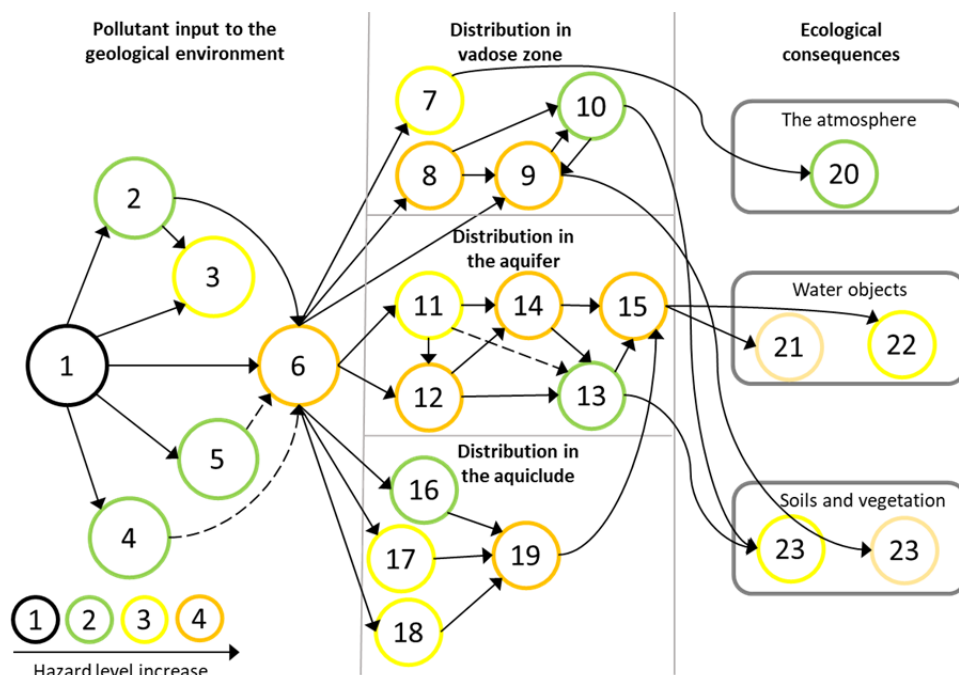 Pollutant input to the
geological environment
Distribution in
vadose zone
Ecological
consequences
7
10
The atmosphere
8
9
20
2
3
Distribution in
the aquifer
11
14
15
Water objects
1
6
21
22
12
13
5
Distribution in
the aquiclude
16
4
Soils and vegetation
17
19
23
23
18
1
2
3
4
Hazard level increase